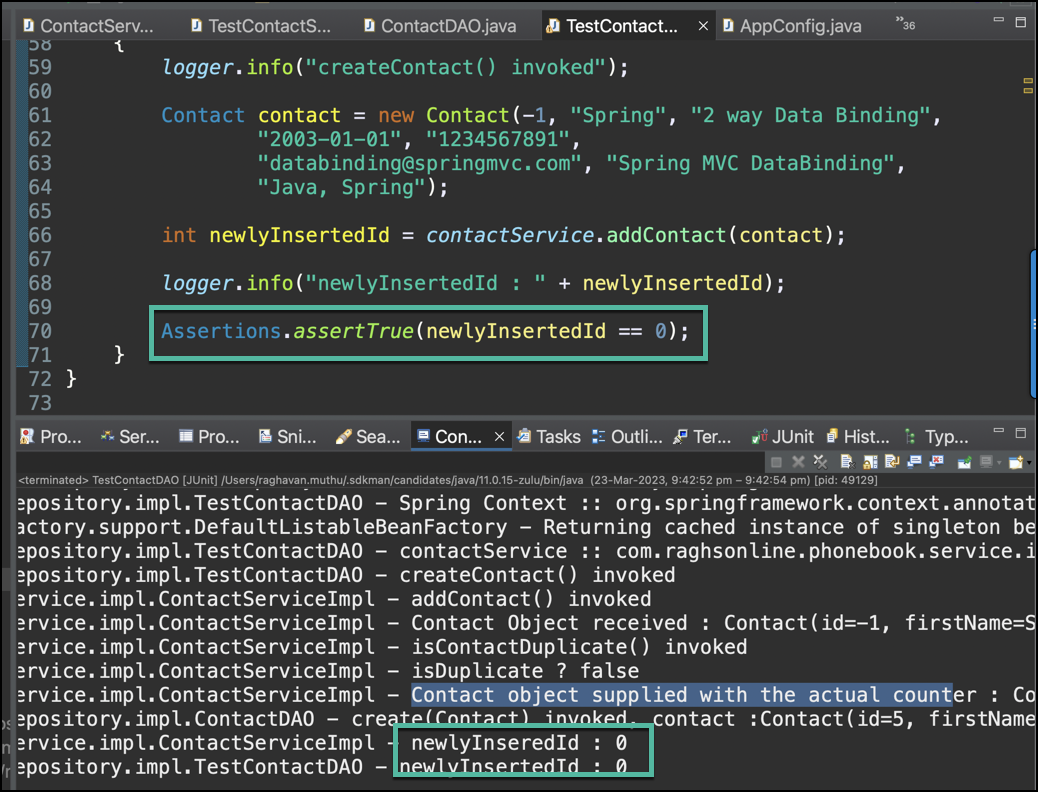 ContactServ... TestContactS... ContactDAO.java TestContact... AppConfig.java »36
58 {
59 logger.info("createContact() invoked");
60
61 Contact contact = new Contact(-1, "Spring", "2 way Data Binding",
62 "2003-01-01", "1234567891",
63 "databinding@springmvc.com", "Spring MVC DataBinding",
64 "Java, Spring");
65
66 int newlyInsertedId = contactService.addContact(contact);
67
68 logger.info("newlyInsertedId : " + newlyInsertedId);
69
70 Assertions.assertTrue(newlyInsertedId == 0);
71 }
72 }
73
Pro... Ser... Pro... Sni... Sea... Con... Tasks Outli... Ter... JUnit Hist... Typ...
<terminated> TestContactDAO [JUnit] /Users/raghavan.muthu/.sdkman/candidates/java/11.0.15-zulu/bin/java (23-Mar-2023, 9:42:52 pm – 9:42:54 pm) [pid: 49129]
epository.impl.TestContactDAO - Spring Context :: org.springframework.context.annotat
actory.support.DefaultListableBeanFactory - Returning cached instance of singleton be
epository.impl.TestContactDAO - contactService :: com.raghsonline.phonebook.service.i
epository.impl.TestContactDAO - createContact() invoked
ervice.impl.ContactServiceImpl - addContact() invoked
ervice.impl.ContactServiceImpl - Contact Object received : Contact(id=-1, firstName=S
ervice.impl.ContactServiceImpl - isContactDuplicate() invoked
ervice.impl.ContactServiceImpl - isDuplicate ? false
ervice.impl.ContactServiceImpl - Contact object supplied with the actual counter : Co
epository.impl.ContactDAO - create(Contact) invoked, contact :Contact(id=5, firstName
ervice.impl.ContactServiceImpl - newlyInseredId : 0
epository.impl.TestContactDAO - newlyInsertedId : 0